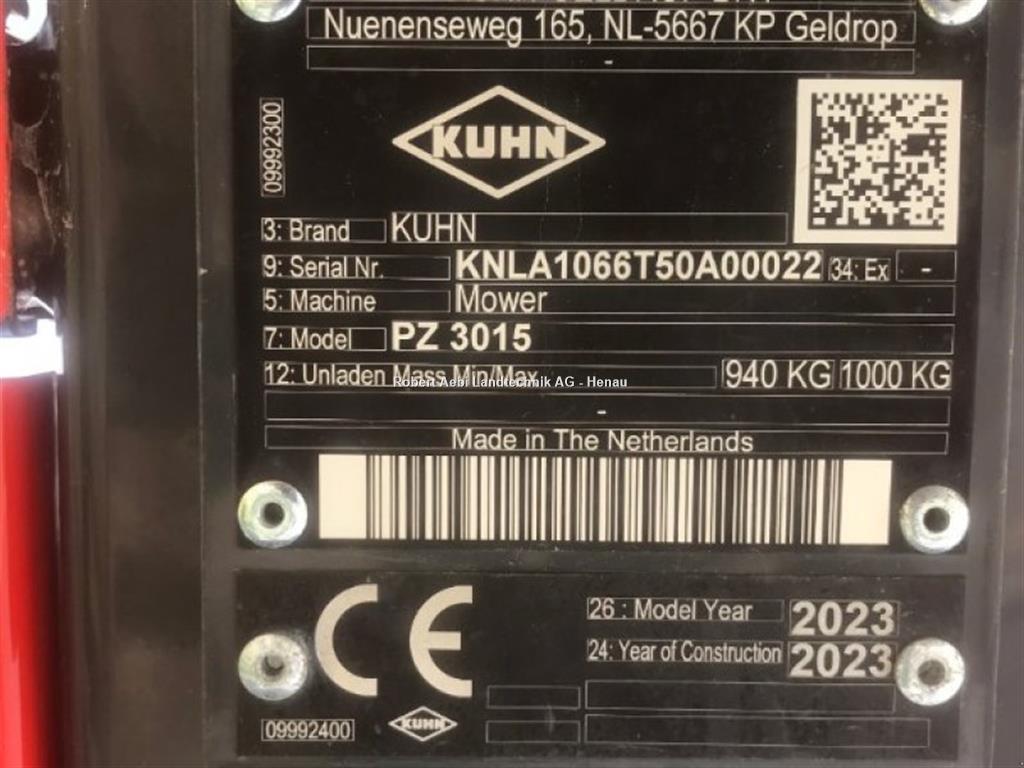 Nuenenseweg 165, NL-5667 KP Geldrop
-
09992300
KUHN
3: Brand KUHN
9: Serial Nr. KNLA1066T50A00022 34: Ex -
5: Machine Mower
7: Model PZ 3015
12: Unladen Mass Min/Max. 940 KG 1000 KG
Robert Aebi Landtechnik AG - Henau
-
Made in The Netherlands
CE
26 : Model Year 2023
24: Year of Construction 2023
09992400 KUHN